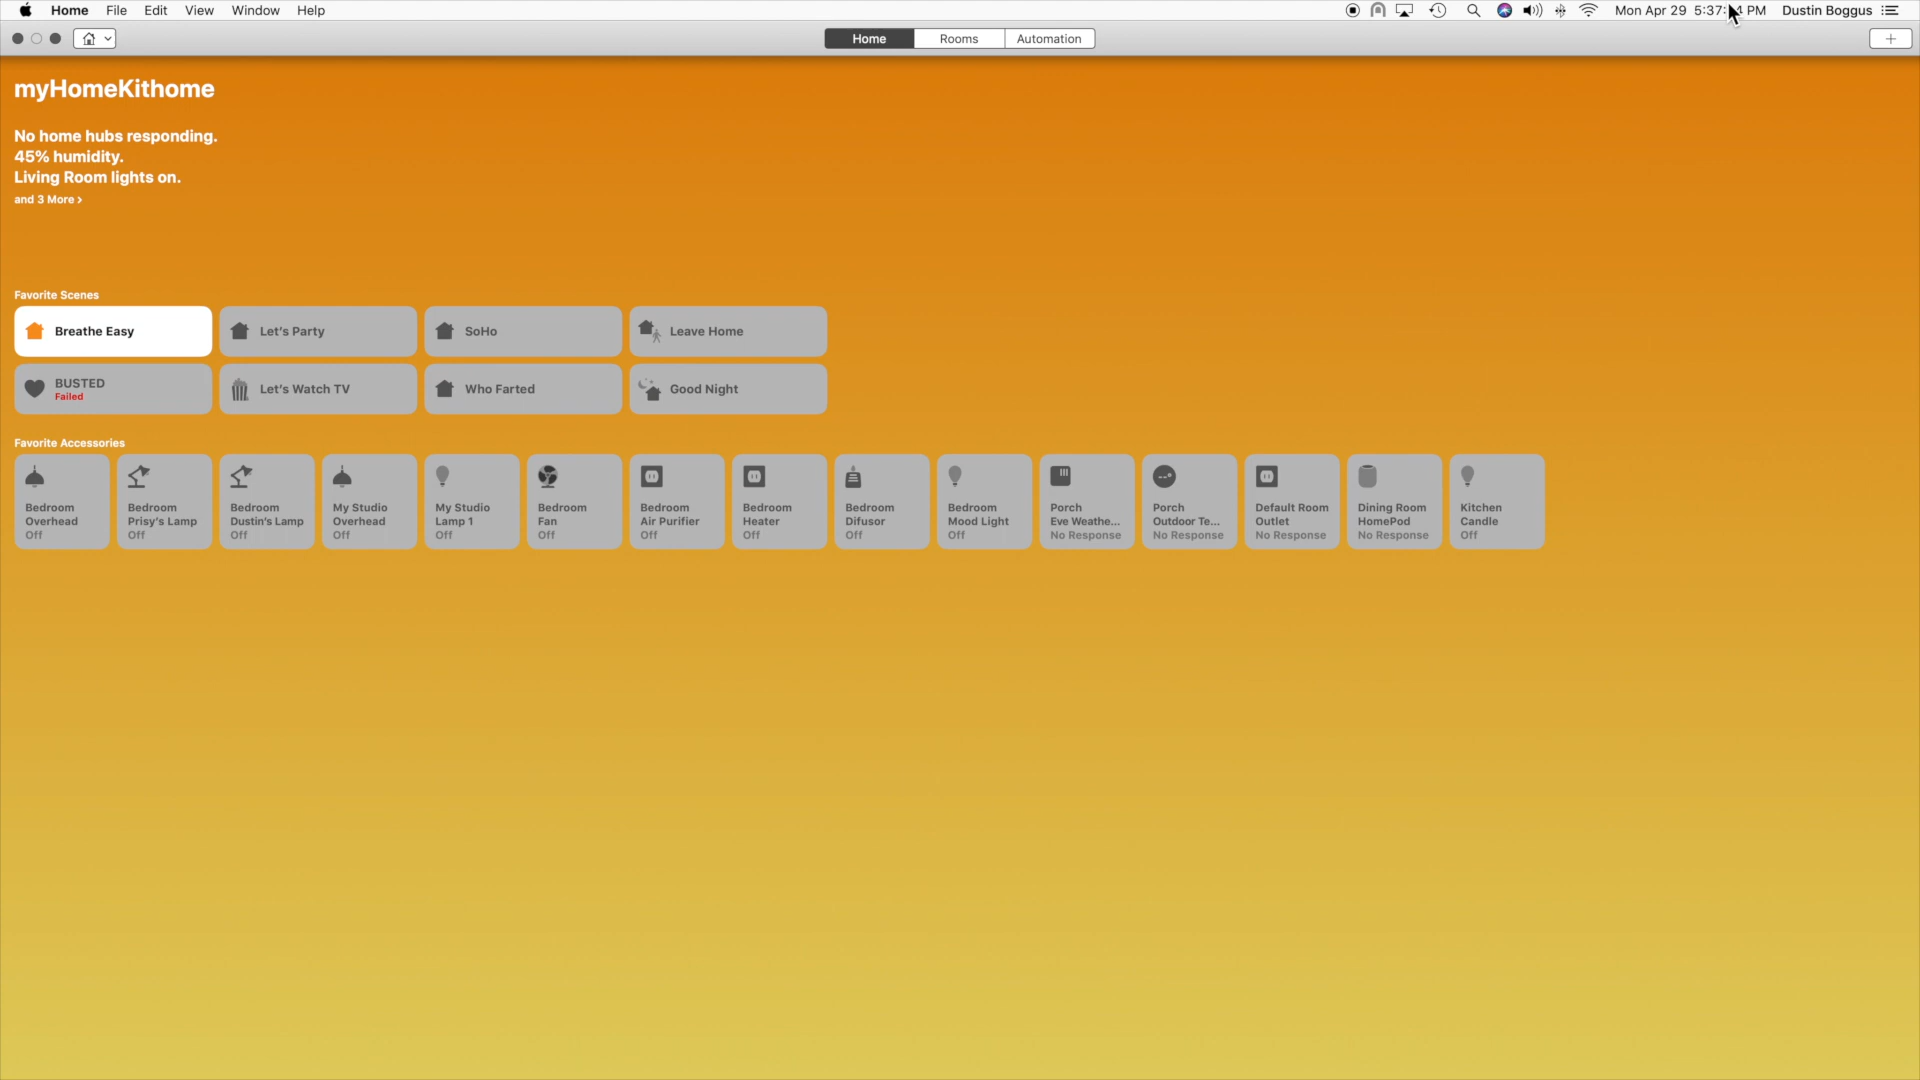 Home File Edit View Window Help
Mon Apr 29 5:37: PM Dustin Boggus
Home Rooms Automation
myHomeKithome
No home hubs responding.
45% humidity.
Living Room lights on.
and 3 More ›
Favorite Scenes
Breathe Easy
Let's Party
SoHo
Leave Home
BUSTED
Failed
Let's Watch TV
Who Farted
Good Night
Favorite Accessories
Bedroom
Overhead
Off
Bedroom
Prisy's Lamp
Off
Bedroom
Dustin's Lamp
Off
My Studio
Overhead
Off
My Studio
Lamp 1
Off
Bedroom
Fan
Off
Bedroom
Air Purifier
Off
Bedroom
Heater
Off
Bedroom
Difusor
Off
Bedroom
Mood Light
Off
Porch
Eve Weathe...
No Response
Porch
Outdoor Te...
No Response
Default Room
Outlet
No Response
Dining Room
HomePod
No Response
Kitchen
Candle
Off